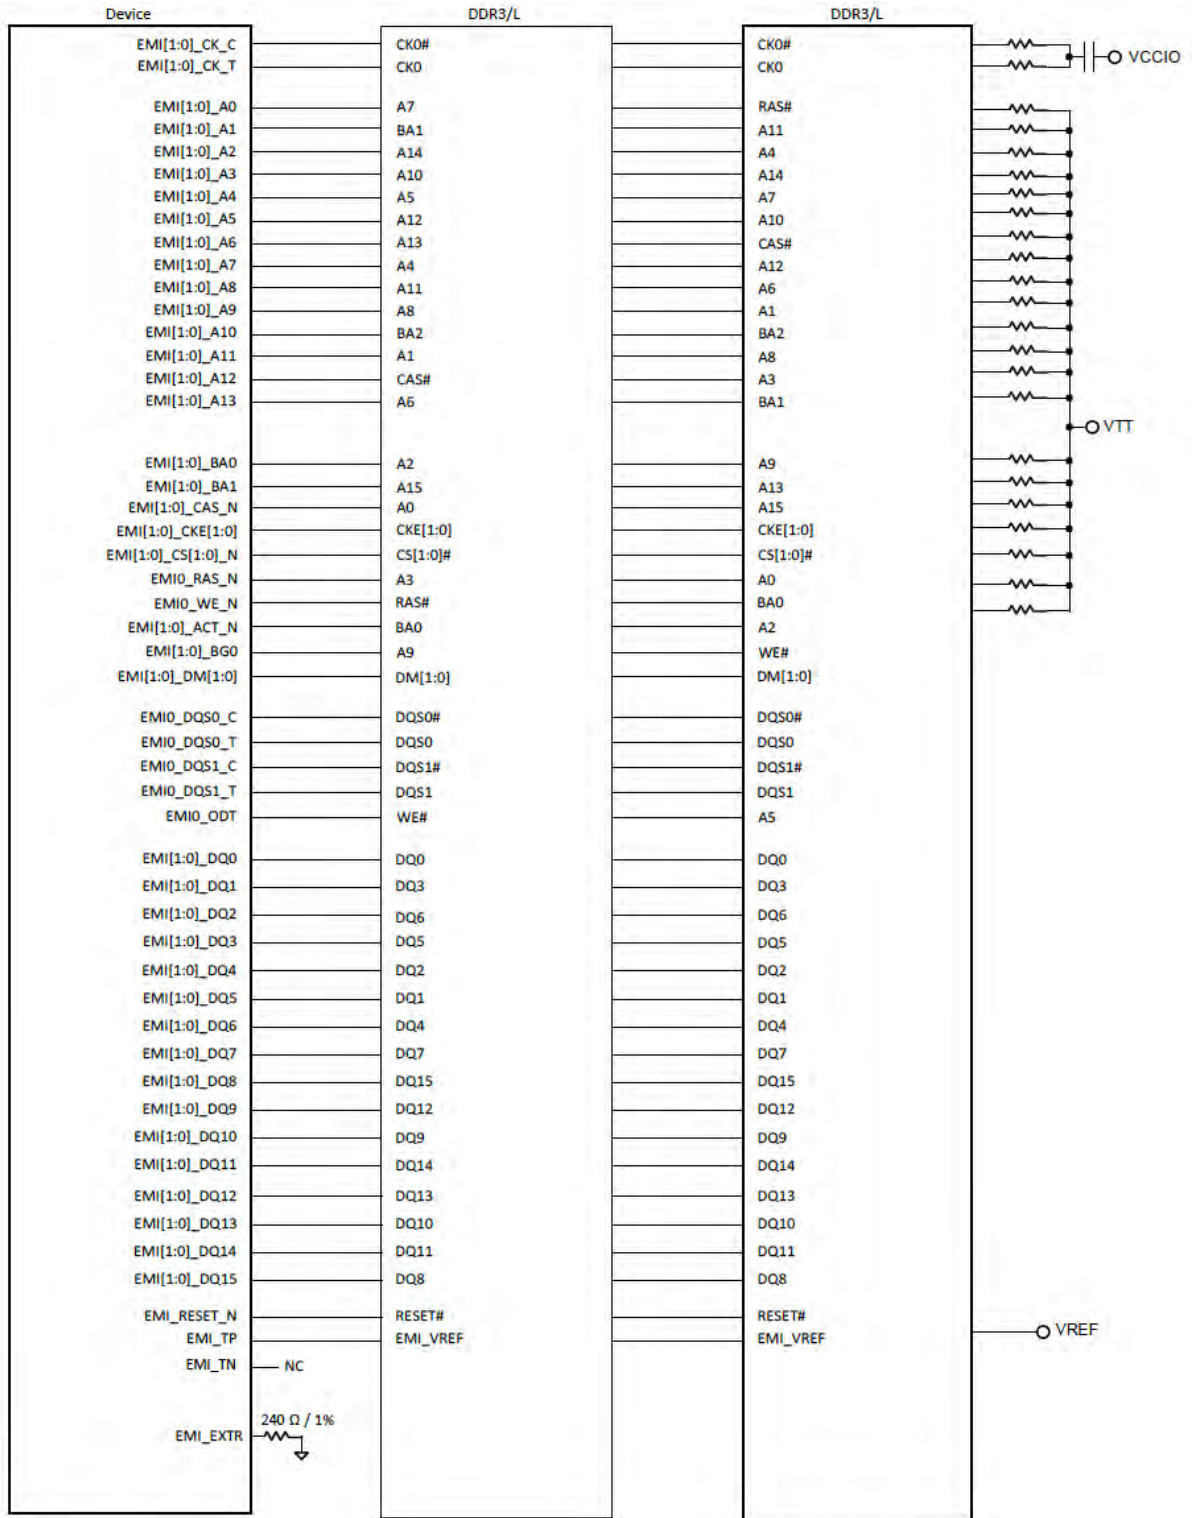 Device DDR3/L DDR3/L
EMI[1:0]_CK_C CK0# CK0#
EMI[1:0]_CK_T CK0 CK0
VCCIO
EMI[1:0]_A0 A7 RAS#
EMI[1:0]_A1 BA1 A11
EMI[1:0]_A2 A14 A4
EMI[1:0]_A3 A10 A14
EMI[1:0]_A4 A5 A7
EMI[1:0]_A5 A12 A10
EMI[1:0]_A6 A13 CAS#
EMI[1:0]_A7 A4 A12
EMI[1:0]_A8 A11 A6
EMI[1:0]_A9 A8 A1
EMI[1:0]_A10 BA2 BA2
EMI[1:0]_A11 A1 A8
EMI[1:0]_A12 CAS# A3
EMI[1:0]_A13 A6 BA1
VTT
EMI[1:0]_BA0 A2 A9
EMI[1:0]_BA1 A15 A13
EMI[1:0]_CAS_N A0 A15
EMI[1:0]_CKE[1:0] CKE[1:0] CKE[1:0]
EMI[1:0]_CS[1:0]_N CS[1:0]# CS[1:0]#
EMI0_RAS_N A3 A0
EMI0_WE_N RAS# BA0
EMI[1:0]_ACT_N BA0 A2
EMI[1:0]_BG0 A9 WE#
EMI[1:0]_DM[1:0] DM[1:0] DM[1:0]
EMI0_DQS0_C DQS0# DQS0#
EMI0_DQS0_T DQS0 DQS0
EMI0_DQS1_C DQS1# DQS1#
EMI0_DQS1_T DQS1 DQS1
EMI0_ODT WE# A5
EMI[1:0]_DQ0 DQ0 DQ0
EMI[1:0]_DQ1 DQ3 DQ3
EMI[1:0]_DQ2 DQ6 DQ6
EMI[1:0]_DQ3 DQ5 DQ5
EMI[1:0]_DQ4 DQ2 DQ2
EMI[1:0]_DQ5 DQ1 DQ1
EMI[1:0]_DQ6 DQ4 DQ4
EMI[1:0]_DQ7 DQ7 DQ7
EMI[1:0]_DQ8 DQ15 DQ15
EMI[1:0]_DQ9 DQ12 DQ12
EMI[1:0]_DQ10 DQ9 DQ9
EMI[1:0]_DQ11 DQ14 DQ14
EMI[1:0]_DQ12 DQ13 DQ13
EMI[1:0]_DQ13 DQ10 DQ10
EMI[1:0]_DQ14 DQ11 DQ11
EMI[1:0]_DQ15 DQ8 DQ8
EMI_RESET_N RESET# RESET#
EMI_TP EMI_VREF EMI_VREF VREF
EMI_TN NC
240 Ω / 1%
EMI_EXTR